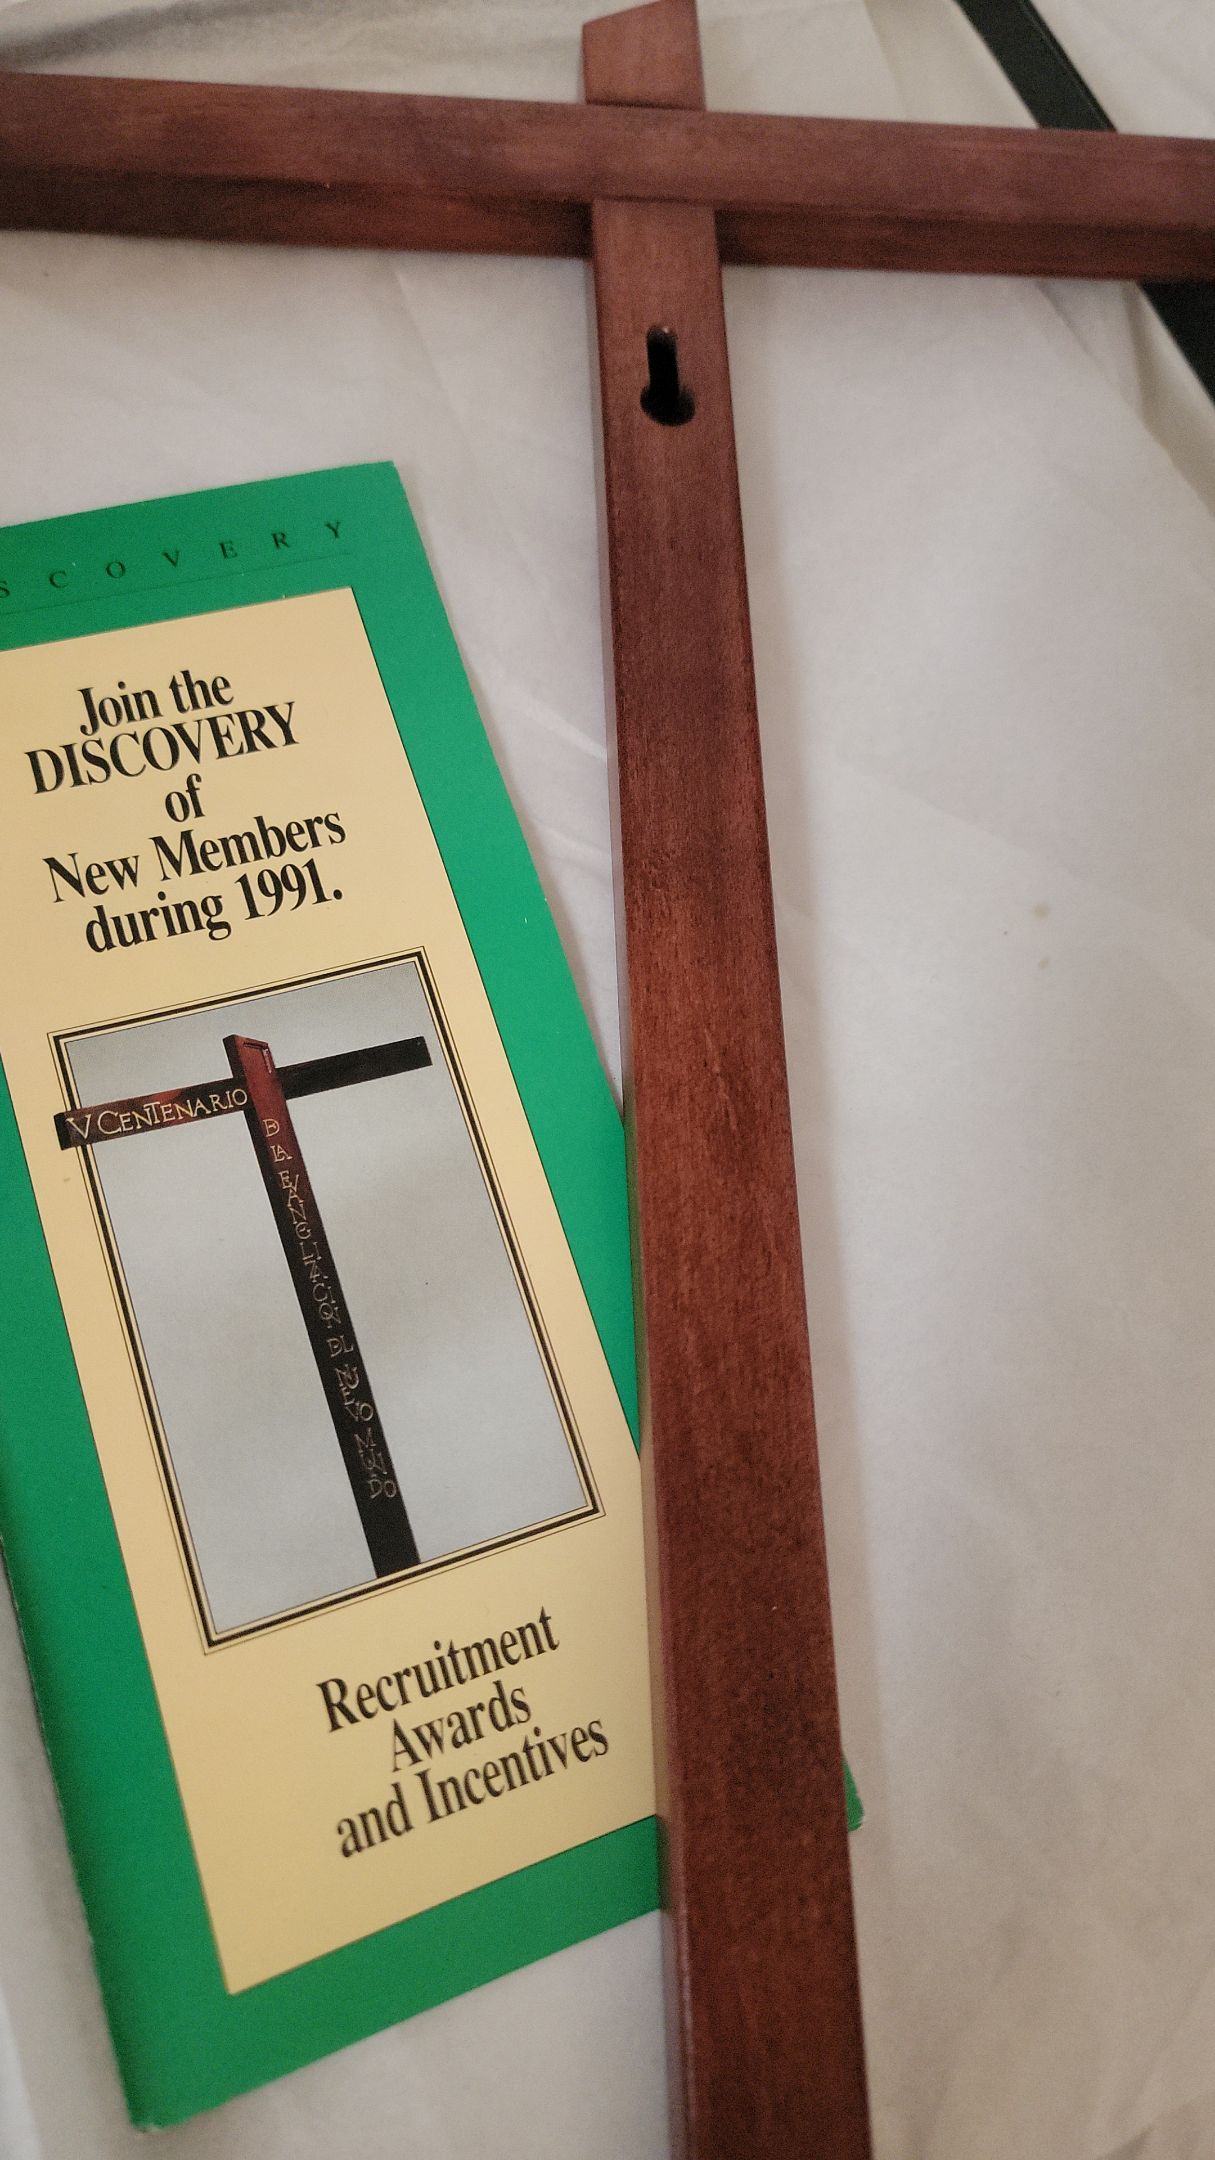 SCOVERY
Join the
DISCOVERY
of
New Members
during 1991.
V CENTENARIO
DE
LA
EVANGELIZACION
DEL
NUEVO
MUNDO
Recruitment
Awards
and Incentives